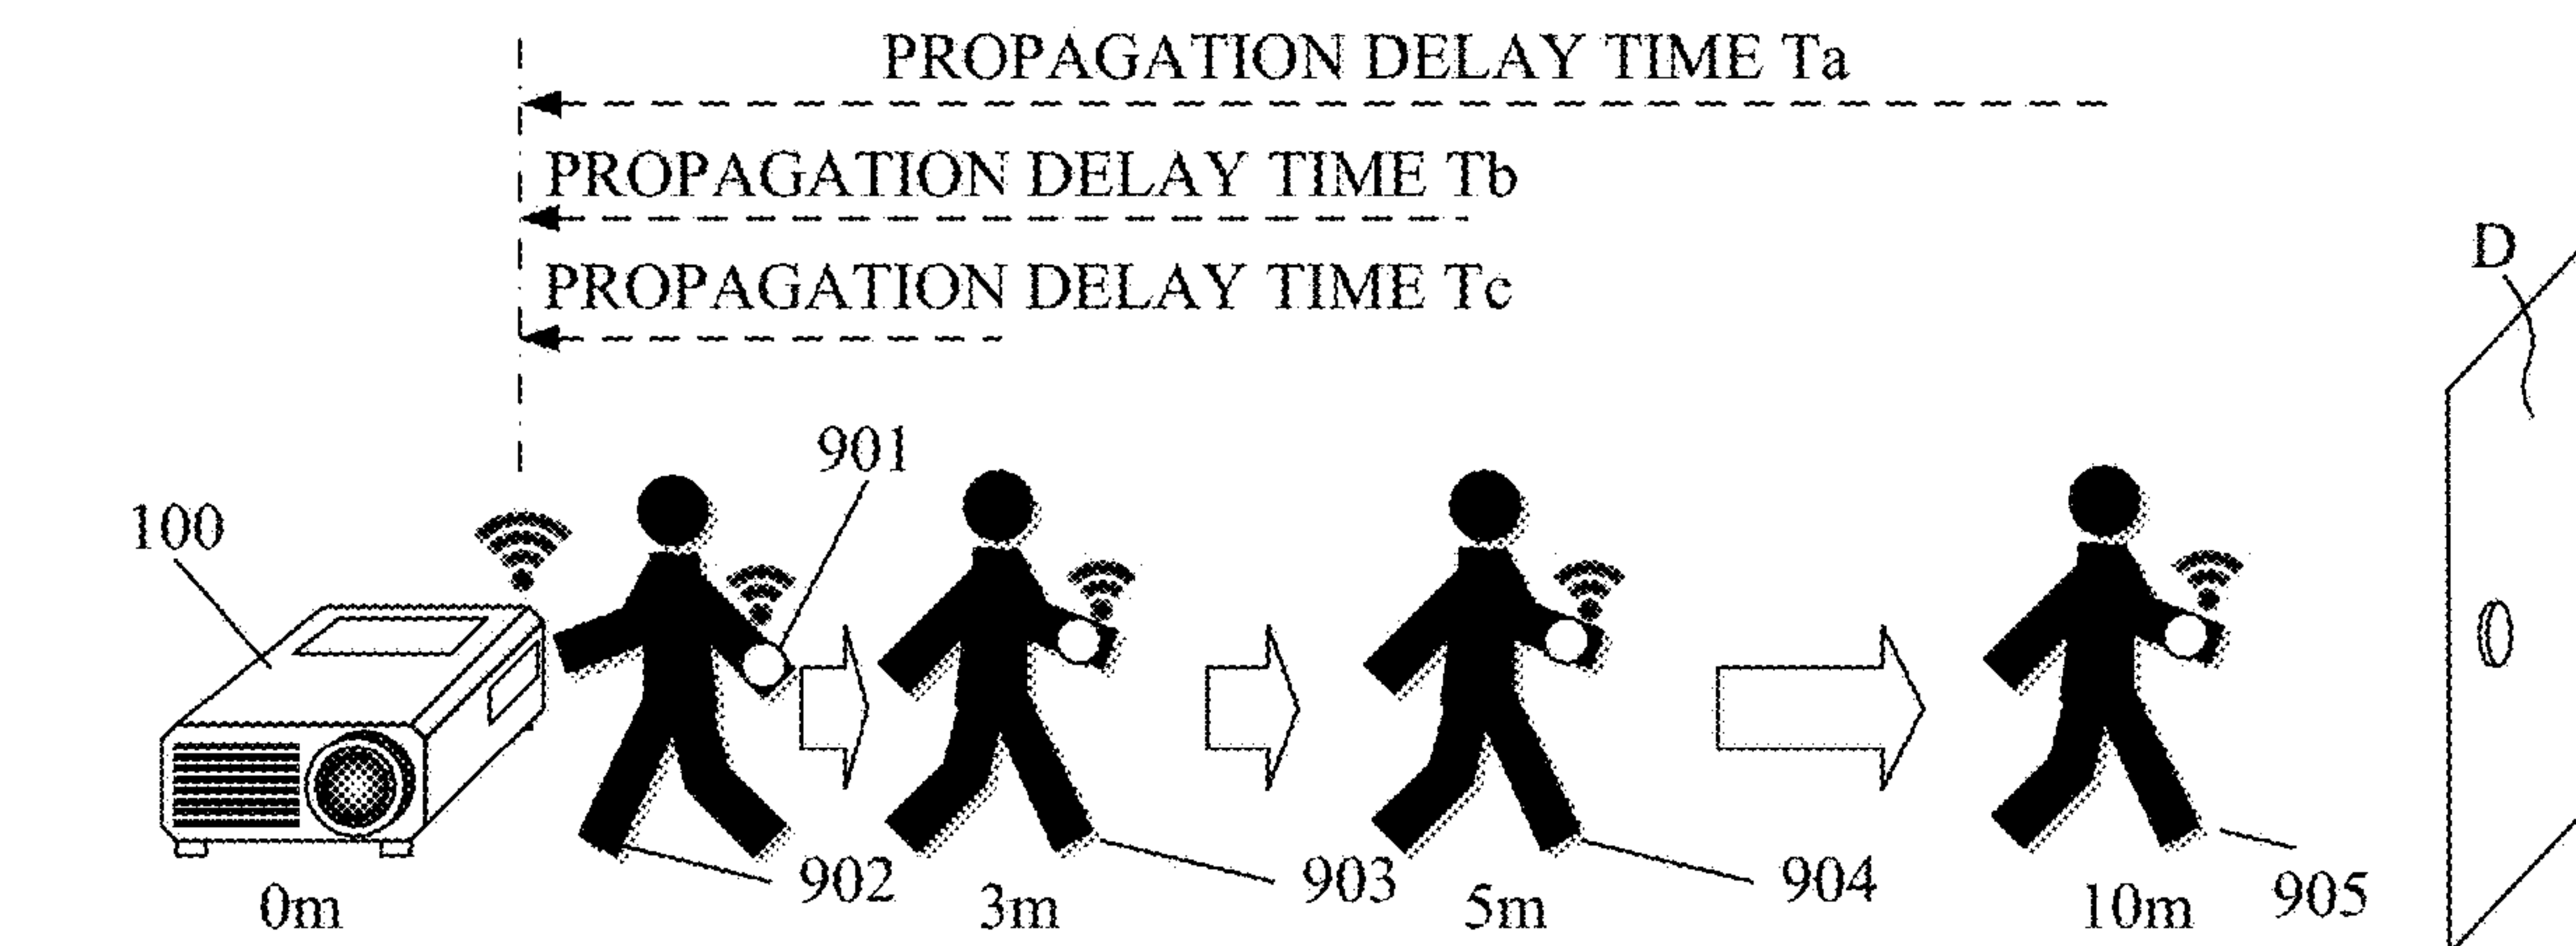 PROPAGATION DELAY TIME Ta
PROPAGATION DELAY TIME Tb
PROPAGATION DELAY TIME Tc
D
901
100
902
903
904
905
0m
3m
5m
10m